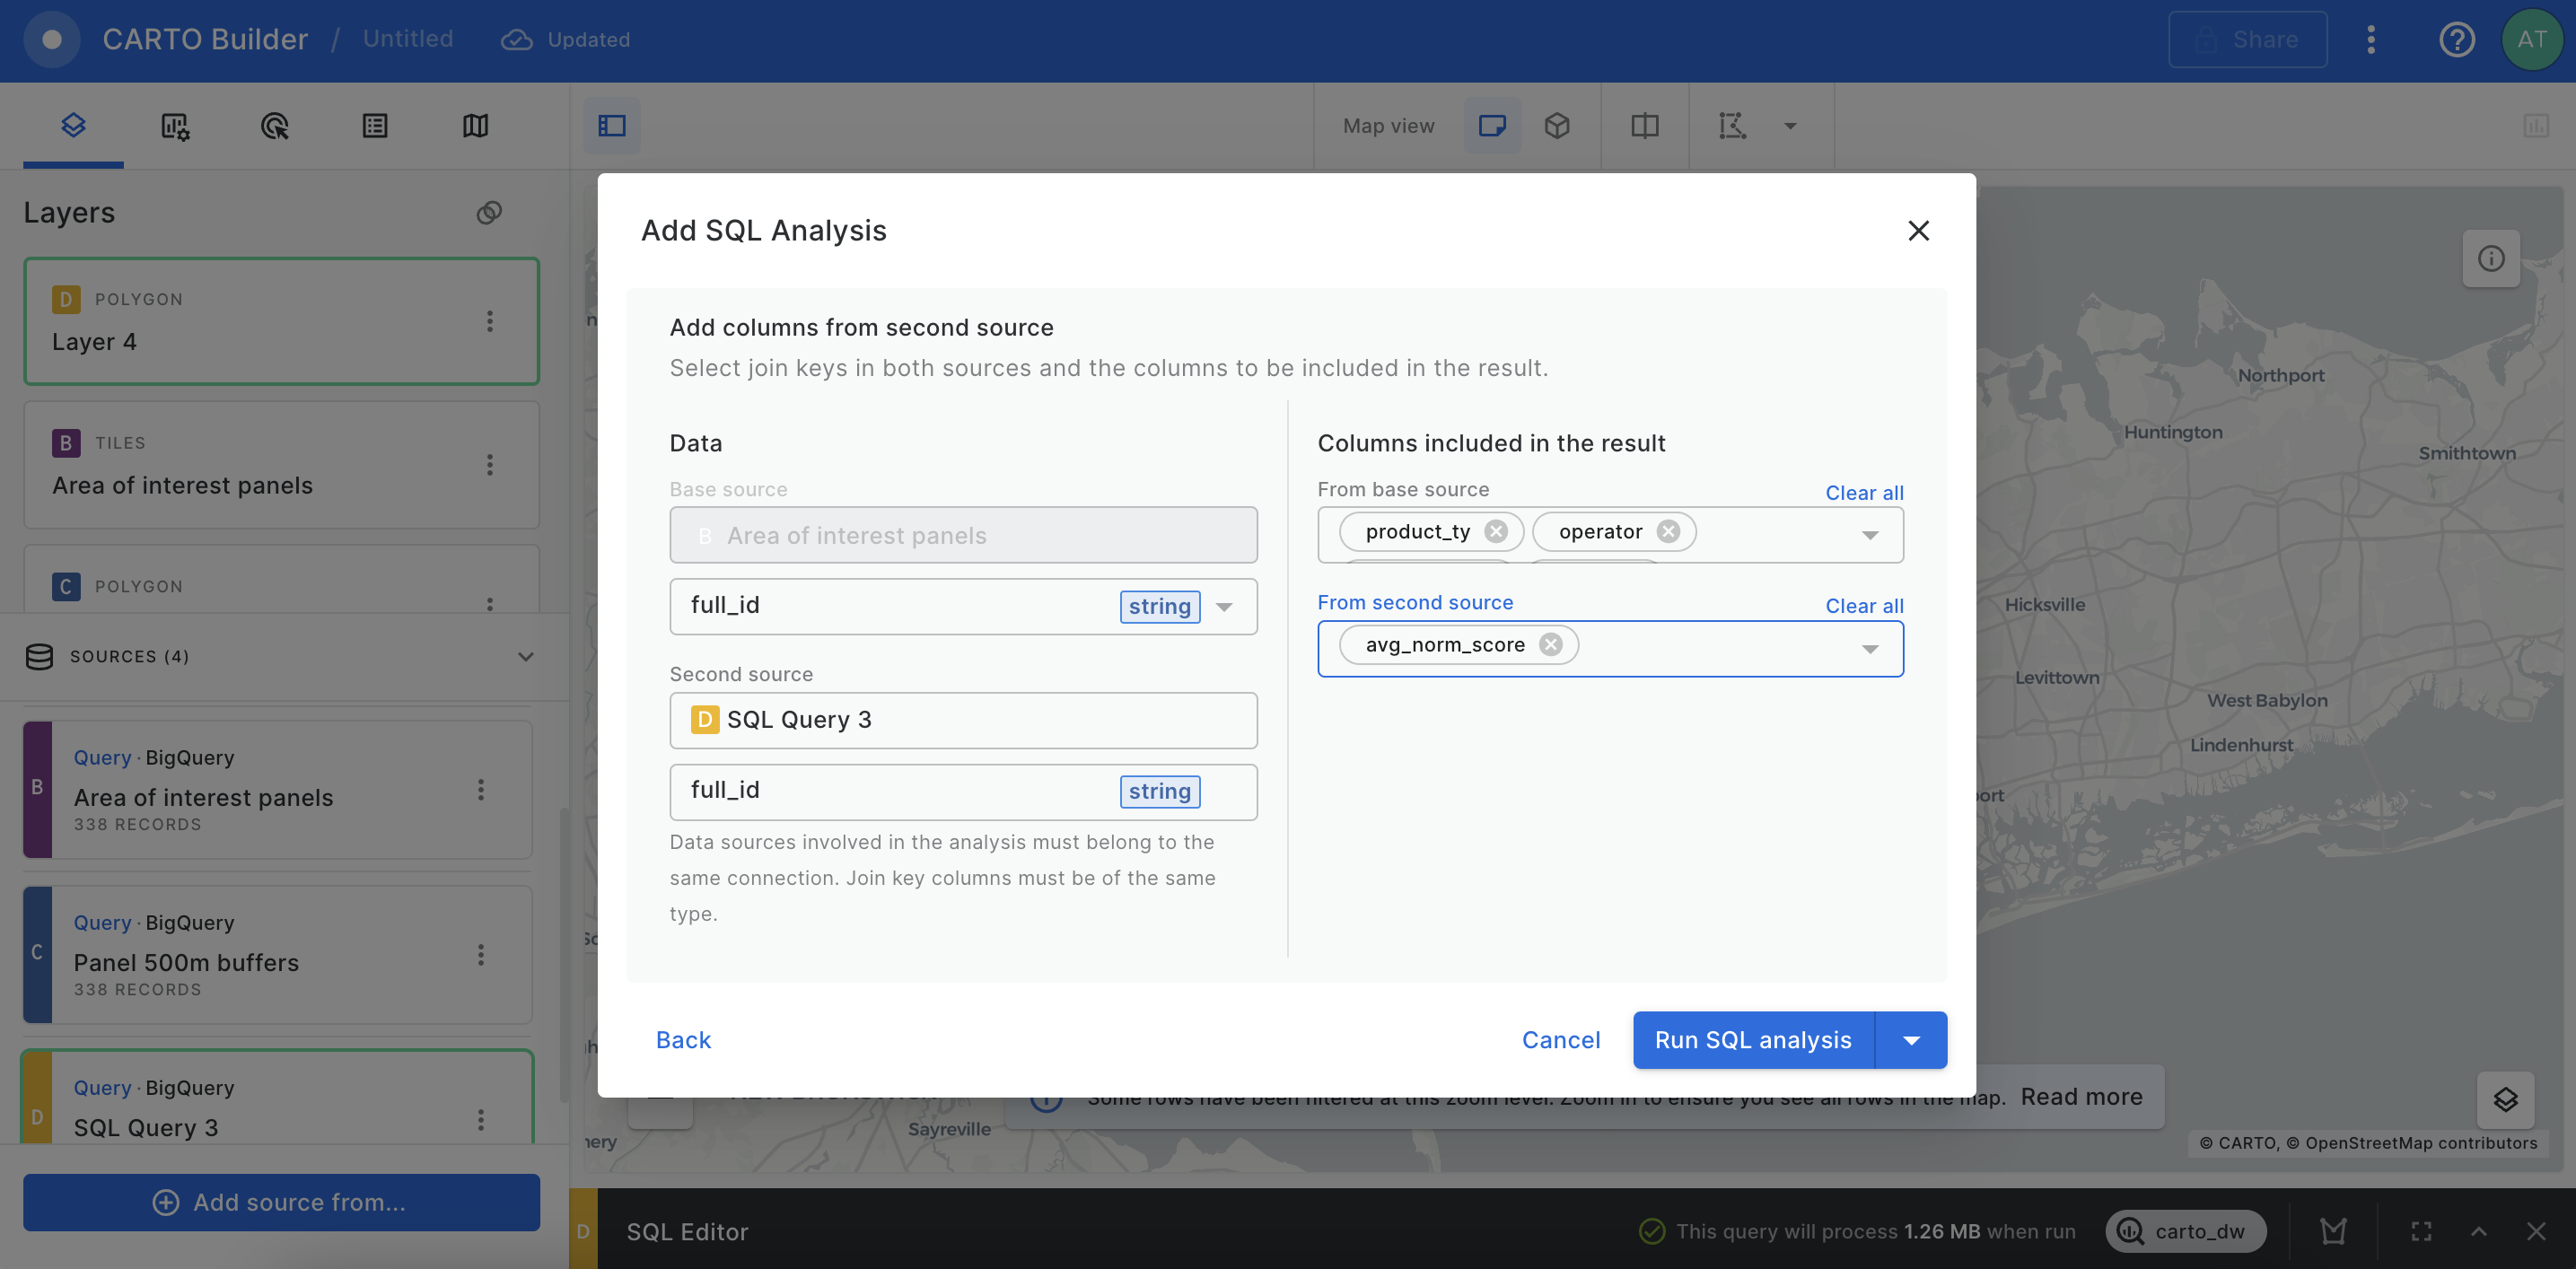 CARTO Builder / Untitled Updated
Share
AT
Map view
Layers
D POLYGON
Layer 4
B TILES
Area of interest panels
C POLYGON
SOURCES (4)
B
Query · BigQuery
Area of interest panels
338 RECORDS
C
Query · BigQuery
Panel 500m buffers
338 RECORDS
D
Query · BigQuery
SQL Query 3
Add source from...
Add SQL Analysis
Add columns from second source
Select join keys in both sources and the columns to be included in the result.
Data
Base source
B Area of interest panels
full_id string
Second source
D SQL Query 3
full_id string
Data sources involved in the analysis must belong to the
same connection. Join key columns must be of the same
type.
Columns included in the result
From base source Clear all
product_ty operator
From second source Clear all
avg_norm_score
Back
Cancel
Run SQL analysis
Northport
Huntington
Smithtown
Hicksville
Levittown
West Babylon
Lindenhurst
Sayreville
Some rows have been filtered at this zoom level. Zoom in to ensure you see all rows in the map. Read more
© CARTO, © OpenStreetMap contributors
D
SQL Editor
This query will process 1.26 MB when run
carto_dw